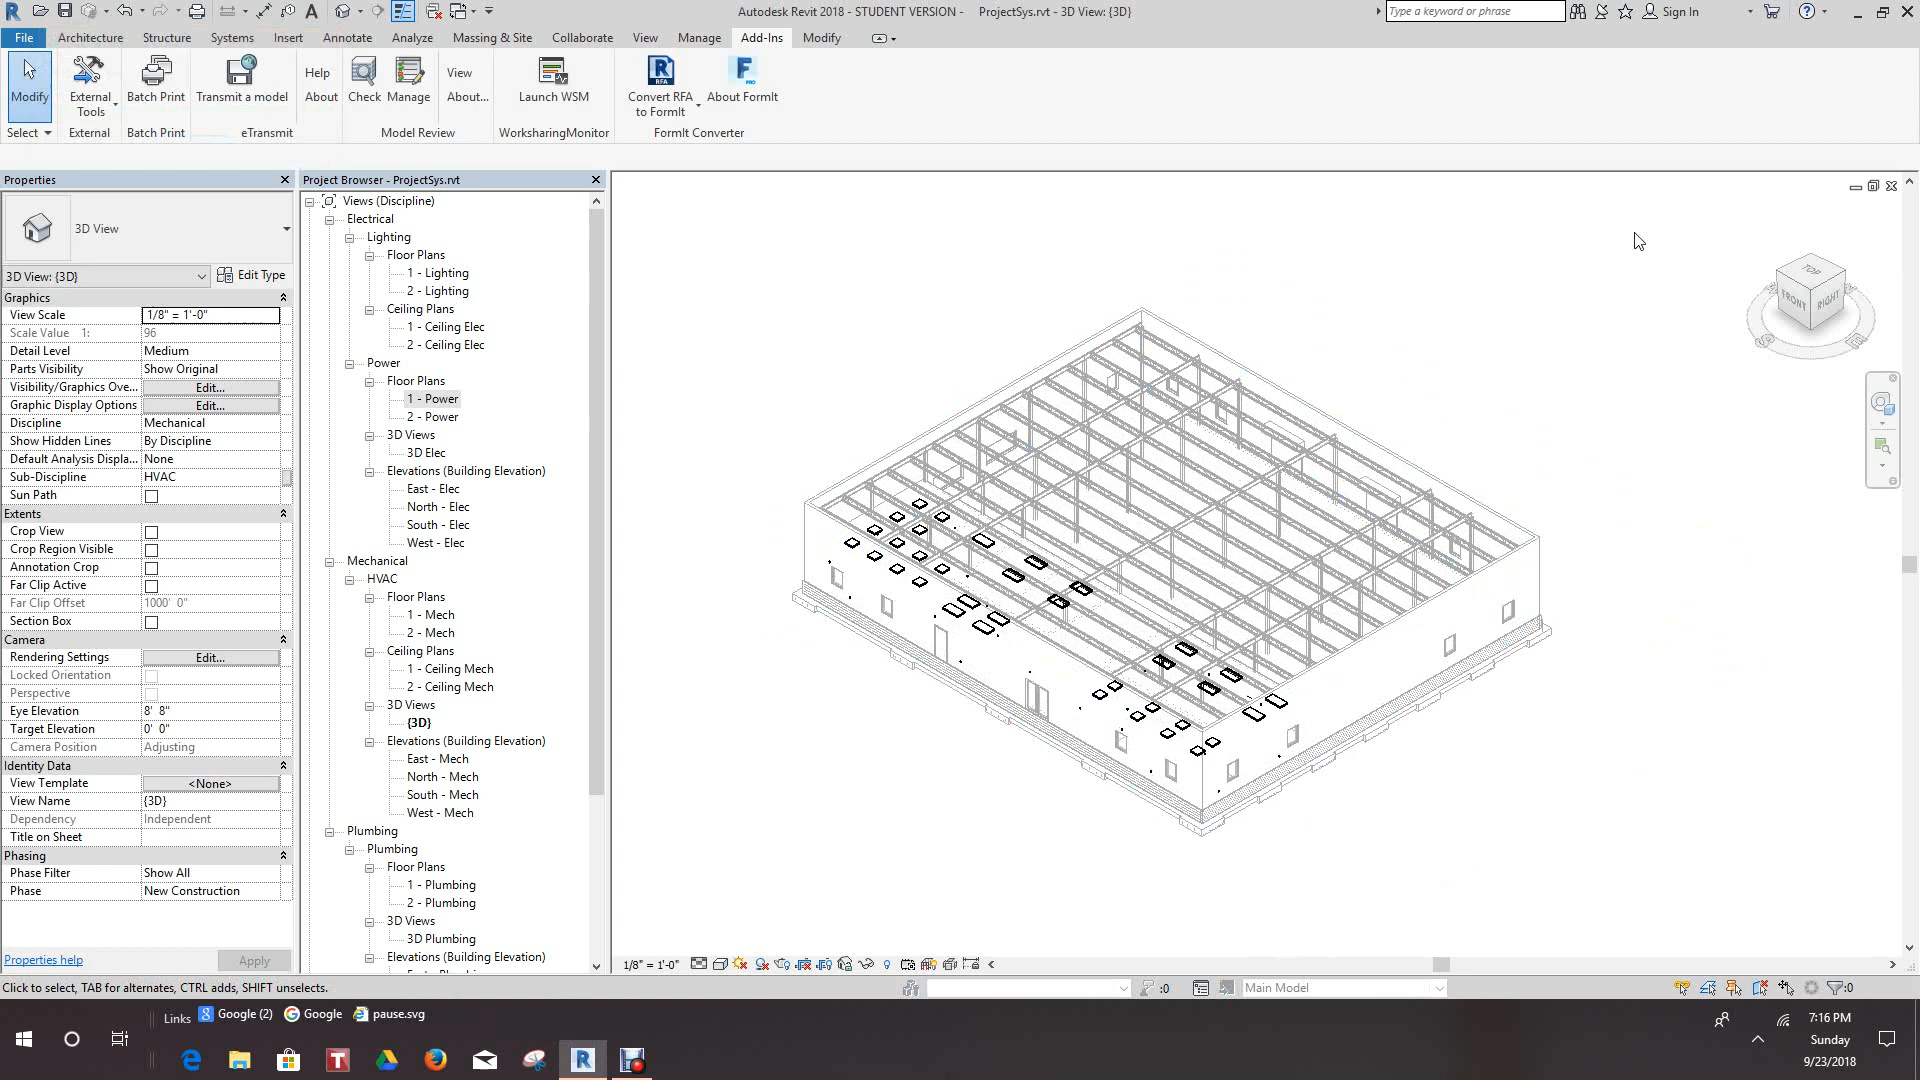 Autodesk Revit 2018 - STUDENT VERSION -     ProjectSys.rvt - 3D View: {3D}
Type a keyword or phrase
Sign In
File Architecture Structure Systems Insert Annotate Analyze Massing & Site Collaborate View Manage Add-Ins Modify
Modify
External Tools
Batch Print
Transmit a model
Help
About
Check
Manage
View
About...
Launch WSM
Convert RFA to FormIt
About FormIt
Select External Batch Print eTransmit Model Review WorksharingMonitor FormIt Converter
Properties
3D View
3D View: {3D}
Edit Type
Graphics
View Scale 1/8" = 1'-0"
Scale Value 1: 96
Detail Level Medium
Parts Visibility Show Original
Visibility/Graphics Ove... Edit...
Graphic Display Options Edit...
Discipline Mechanical
Show Hidden Lines By Discipline
Default Analysis Displa... None
Sub-Discipline HVAC
Sun Path
Extents
Crop View
Crop Region Visible
Annotation Crop
Far Clip Active
Far Clip Offset 1000' 0"
Section Box
Camera
Rendering Settings Edit...
Locked Orientation
Perspective
Eye Elevation 8' 8"
Target Elevation 0' 0"
Camera Position Adjusting
Identity Data
View Template <None>
View Name {3D}
Dependency Independent
Title on Sheet
Phasing
Phase Filter Show All
Phase New Construction
Properties help
Apply
Project Browser - ProjectSys.rvt
Views (Discipline)
Electrical
Lighting
Floor Plans
1 - Lighting
2 - Lighting
Ceiling Plans
1 - Ceiling Elec
2 - Ceiling Elec
Power
Floor Plans
1 - Power
2 - Power
3D Views
3D Elec
Elevations (Building Elevation)
East - Elec
North - Elec
South - Elec
West - Elec
Mechanical
HVAC
Floor Plans
1 - Mech
2 - Mech
Ceiling Plans
1 - Ceiling Mech
2 - Ceiling Mech
3D Views
{3D}
Elevations (Building Elevation)
East - Mech
North - Mech
South - Mech
West - Mech
Plumbing
Plumbing
Floor Plans
1 - Plumbing
2 - Plumbing
3D Views
3D Plumbing
Elevations (Building Elevation)
TOP
FRONT
RIGHT
1/8" = 1'-0"
Click to select, TAB for alternates, CTRL adds, SHIFT unselects.
:0
Main Model
:0
Links
Google (2)
Google
pause.svg
7:16 PM
Sunday
9/23/2018